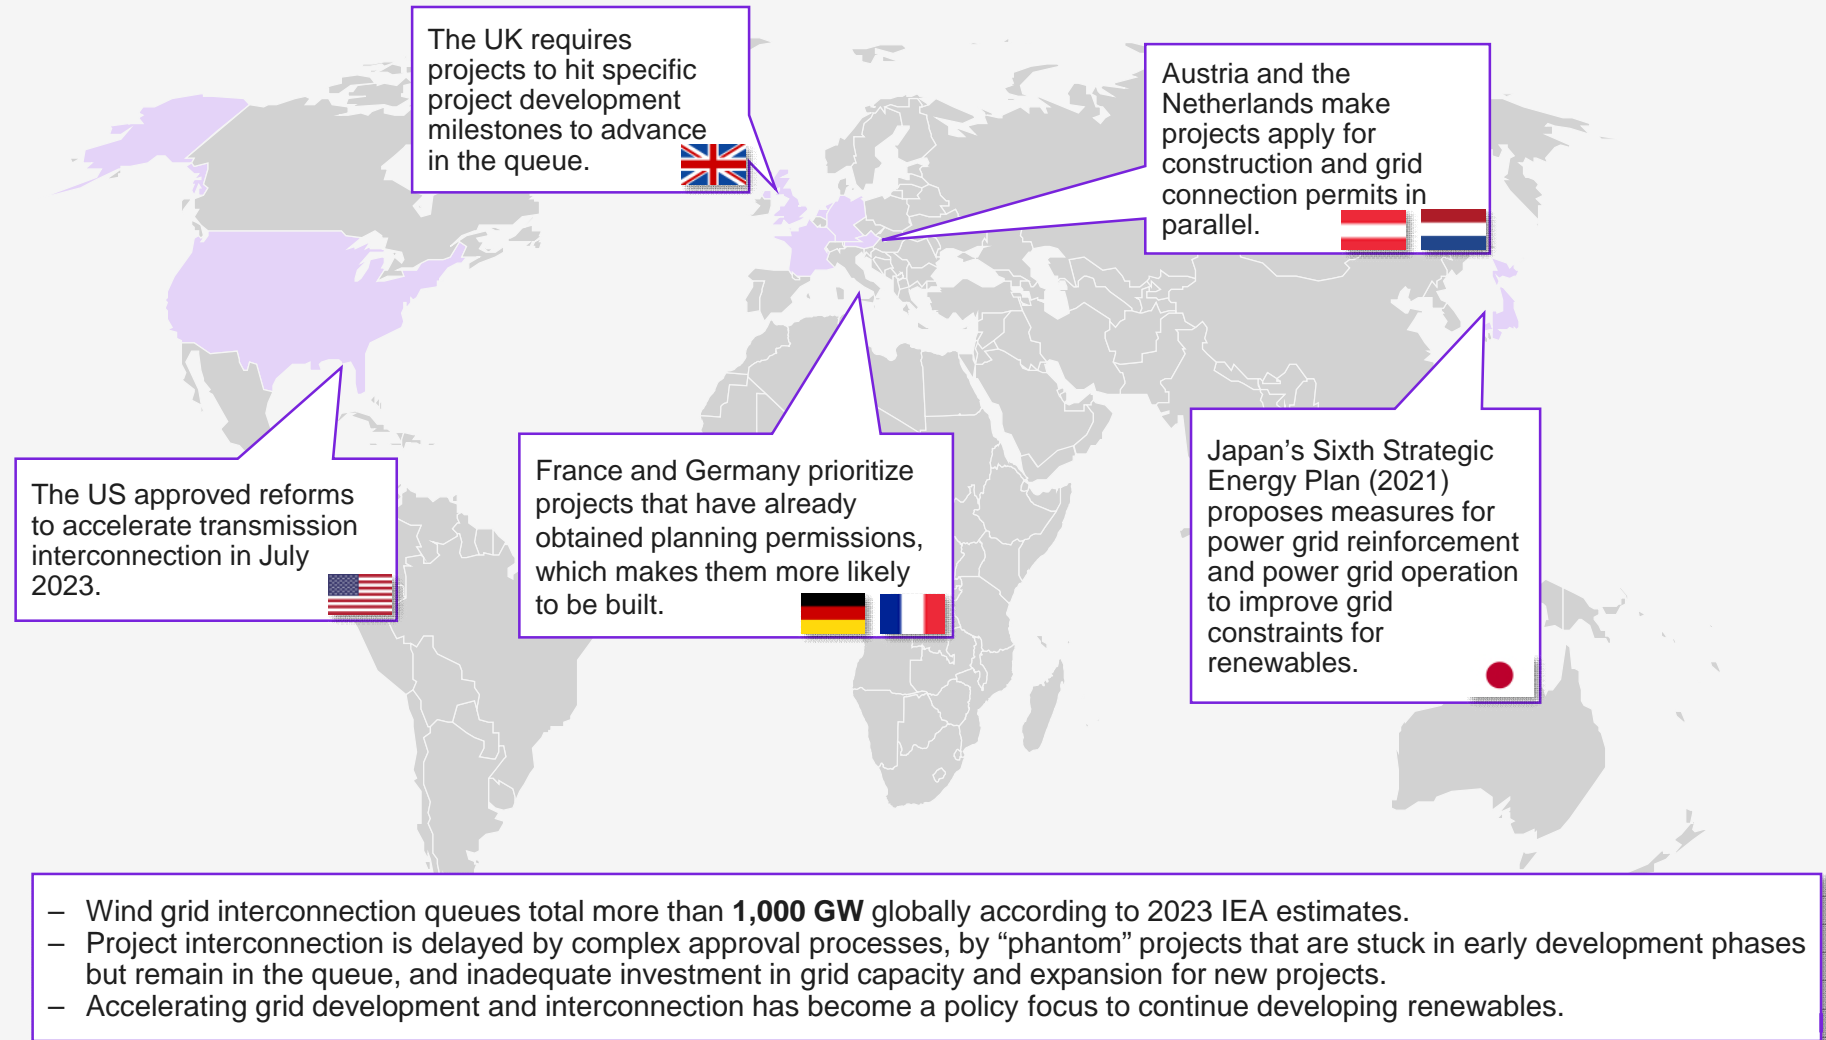 The UK requires
projects to hit specific
project development
milestones to advance
in the queue.
Austria and the
Netherlands make
projects apply for
construction and grid
connection permits in
parallel.
The US approved reforms
to accelerate transmission
interconnection in July
2023.
France and Germany prioritize
projects that have already
obtained planning permissions,
which makes them more likely
to be built.
Japan’s Sixth Strategic
Energy Plan (2021)
proposes measures for
power grid reinforcement
and power grid operation
to improve grid
constraints for
renewables.
– Wind grid interconnection queues total more than 1,000 GW globally according to 2023 IEA estimates.
– Project interconnection is delayed by complex approval processes, by “phantom” projects that are stuck in early development phases
but remain in the queue, and inadequate investment in grid capacity and expansion for new projects.
– Accelerating grid development and interconnection has become a policy focus to continue developing renewables.